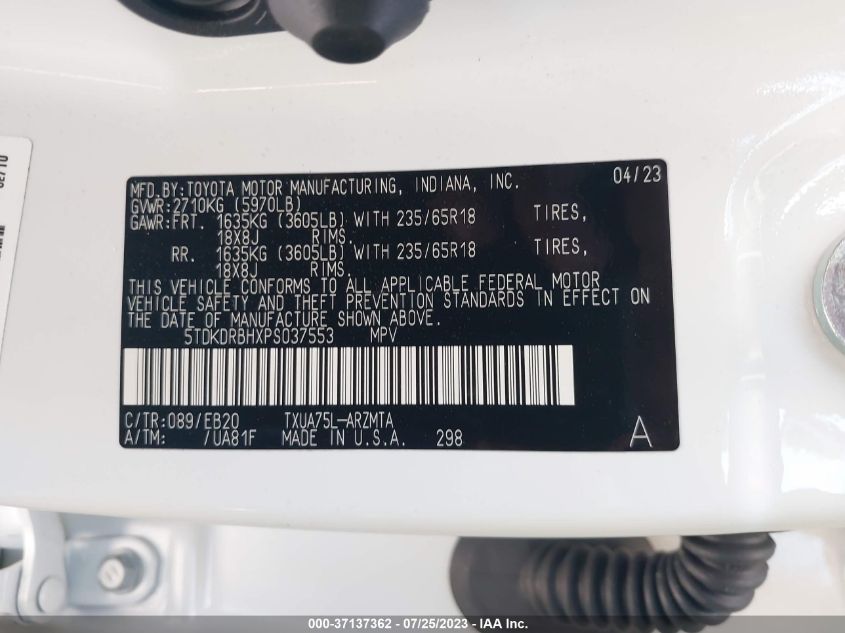 MFD.BY:TOYOTA MOTOR MANUFACTURING, INDIANA, INC. 04/23
GVWR:2710KG (5970LB)
GAWR:FRT. 1635KG (3605LB) WITH 235/65R18 TIRES,
18X8J RIMS.
RR. 1635KG (3605LB) WITH 235/65R18 TIRES,
18X8J RIMS.
THIS VEHICLE CONFORMS TO ALL APPLICABLE FEDERAL MOTOR
VEHICLE SAFETY AND THEFT PREVENTION STANDARDS IN EFFECT ON
THE DATE OF MANUFACTURE SHOWN ABOVE.
5TDKDRBHXPS037553 MPV
C/TR:089/EB20 TXUA75L-ARZMTA
A/TM: /UA81F MADE IN U.S.A. 298 A
000-37137362 / 07/25/2023 - IAA Inc.